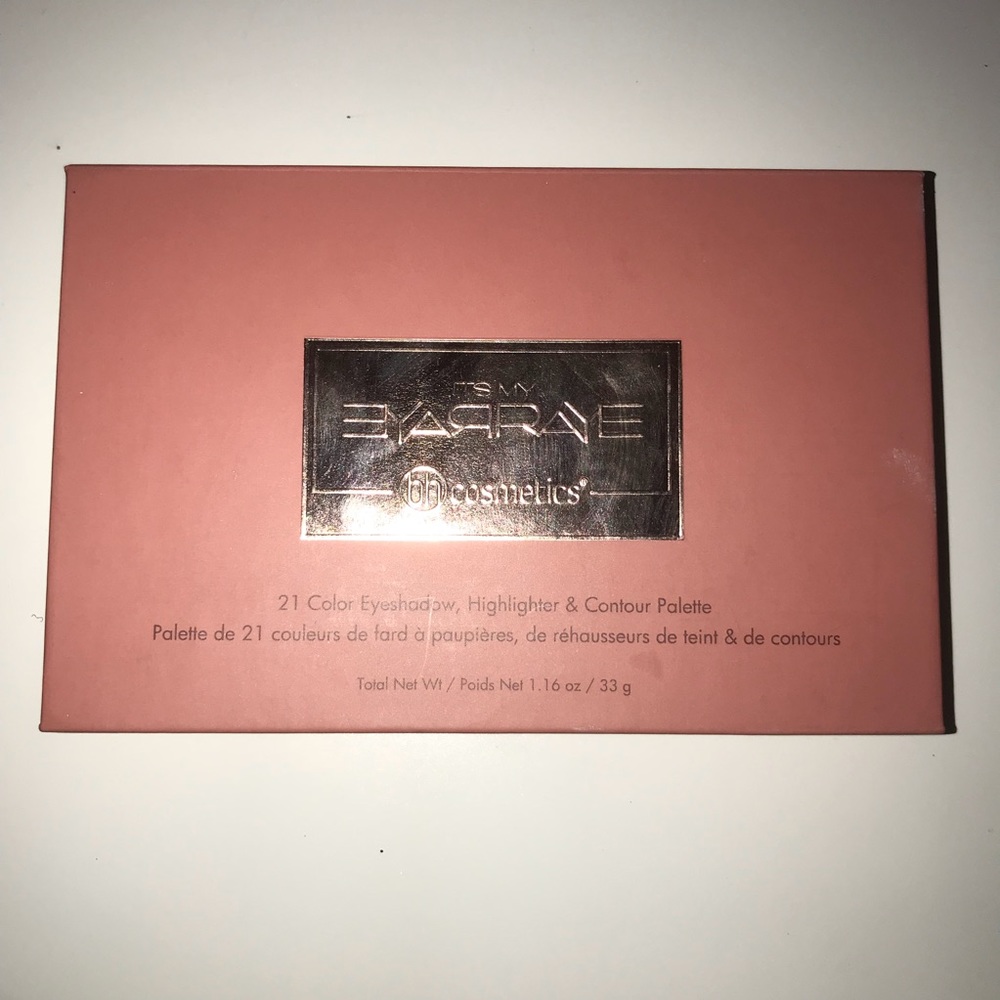 IT'S MY
EYARRAYE
bh cosmetics®
21 Color Eyeshadow, Highlighter & Contour Palette
Palette de 21 couleurs de fard à paupières, de réhausseurs de teint & de contours
Total Net Wt / Poids Net 1.16 oz / 33 g